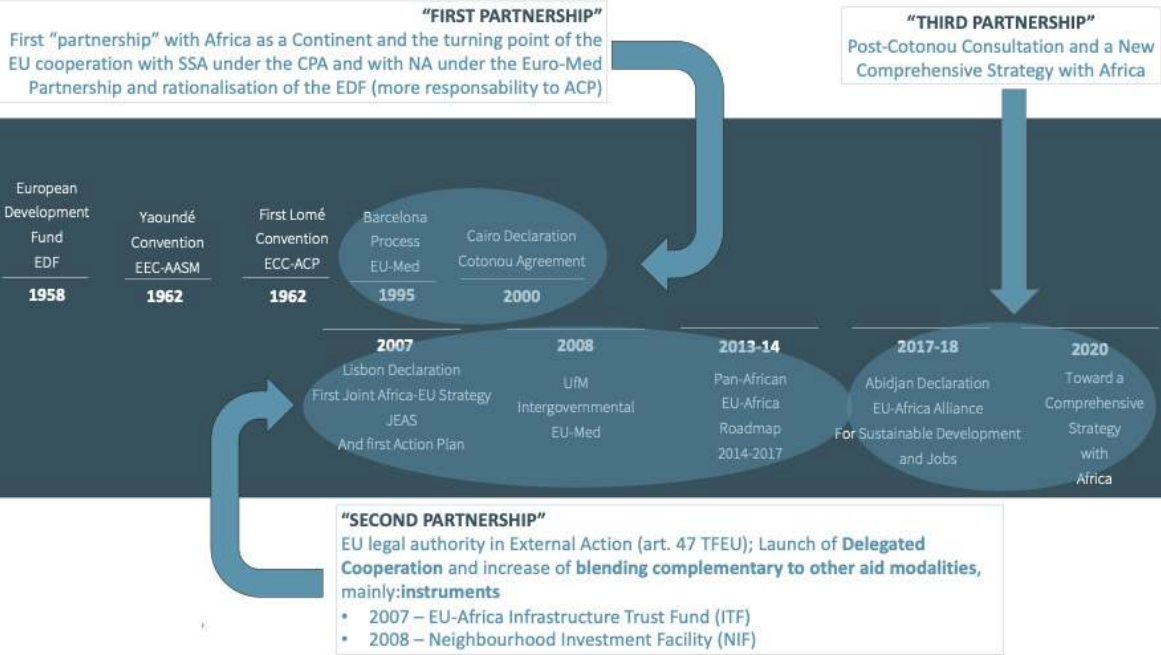 “FIRST PARTNERSHIP”
First “partnership” with Africa as a Continent and the turning point of the
EU cooperation with SSA under the CPA and with NA under the Euro-Med
Partnership and rationalisation of the EDF (more responsability to ACP)
“THIRD PARTNERSHIP”
Post-Cotonou Consultation and a New
Comprehensive Strategy with Africa
European
Development
Fund
EDF
1958
Yaoundé
Convention
EEC-AASM
1962
First Lomé
Convention
ECC-ACP
1962
Barcelona
Process
EU-Med
1995
Cairo Declaration
Cotonou Agreement
2000
2007
Lisbon Declaration
First Joint Africa-EU Strategy
JEAS
And first Action Plan
2008
UfM
Intergovernmental
EU-Med
2013-14
Pan-African
EU-Africa
Roadmap
2014-2017
2017-18
Abidjan Declaration
EU-Africa Alliance
For Sustainable Development
and Jobs
2020
Toward a
Comprehensive
Strategy
with
Africa
“SECOND PARTNERSHIP”
EU legal authority in External Action (art. 47 TFEU); Launch of Delegated
Cooperation and increase of blending complementary to other aid modalities,
mainly:instruments
• 2007 – EU-Africa Infrastructure Trust Fund (ITF)
• 2008 – Neighbourhood Investment Facility (NIF)